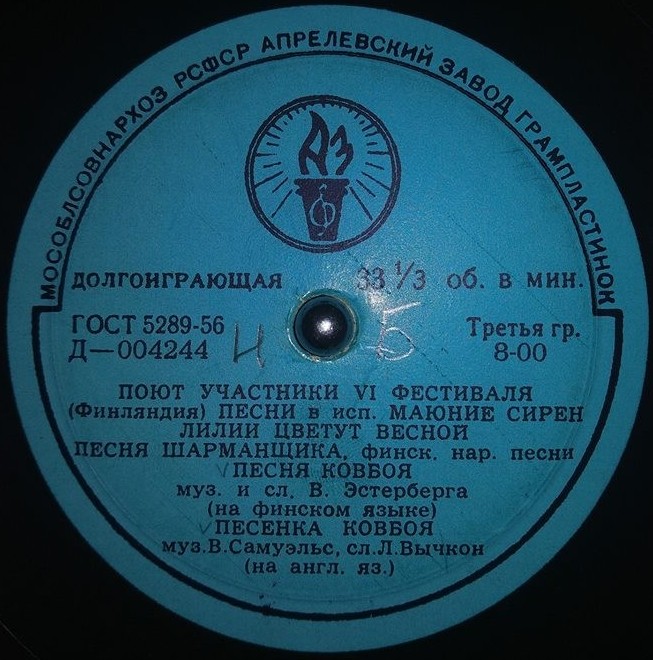 МОСОБЛСОВНАРХОЗ РСФСР АПРЕЛЕВСКИЙ ЗАВОД ГРАМПЛАСТИНОК
АЗ
ДОЛГОИГРАЮЩАЯ 33 1/3 об. в мин.
ГОСТ 5289-56 Третья гр.
Д—004244 Ц 5 8-00
ПОЮТ УЧАСТНИКИ VI ФЕСТИВАЛЯ
(Финляндия) ПЕСНИ в исп. МАЮНИЕ СИРЕН
ЛИЛИИ ЦВЕТУТ ВЕСНОЙ
ПЕСНЯ ШАРМАНЩИКА, финск. нар. песни
ПЕСНЯ КОВБОЯ
муз. и сл. В. Эстерберга
(на финском языке)
ПЕСЕНКА КОВБОЯ
муз.В.Самуэльс, сл.Л.Вычкон
(на англ. яз.)